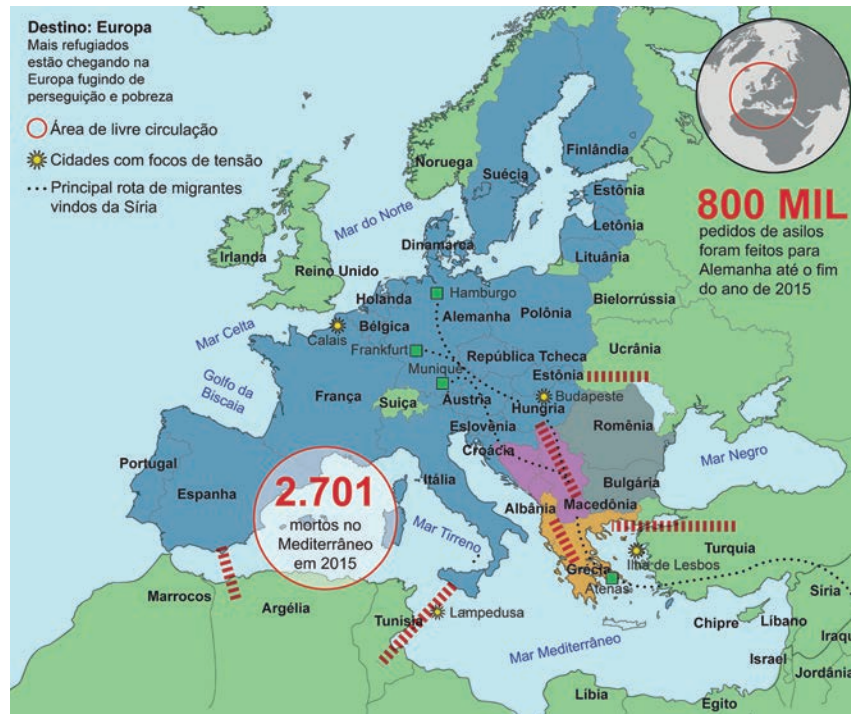 Destino: Europa
Mais refugiados
estão chegando na
Europa fugindo de
perseguição e pobreza
Área de livre circulação
Cidades com focos de tensão
Principal rota de migrantes
vindos da Síria
800 MIL
pedidos de asilos
foram feitos para
Alemanha até o fim
do ano de 2015
Noruega
Suécia
Finlândia
Estônia
Letônia
Lituânia
Mar do Norte
Dinamarca
Irlanda
Reino Unido
Holanda
Hamburgo
Bielorrússia
Alemanha
Polônia
Mar Celta
Calais
Bélgica
Frankfurt
República Tcheca
Ucrânia
Munique
Estônia
Golfo da
Biscaia
França
Suíça
Áustria
Budapeste
Hungria
Eslovênia
Romênia
Croácia
Mar Negro
Portugal
Espanha
Itália
Bulgária
2.701
mortos no
Mediterrâneo
em 2015
Albânia
Macedônia
Mar Tirreno
Turquia
Grécia
Ilha de Lesbos
Atenas
Síria
Marrocos
Argélia
Tunísia
Lampedusa
Chipre
Líbano
Iraqu
Mar Mediterrâneo
Israel
Jordânia
Líbia
Egito